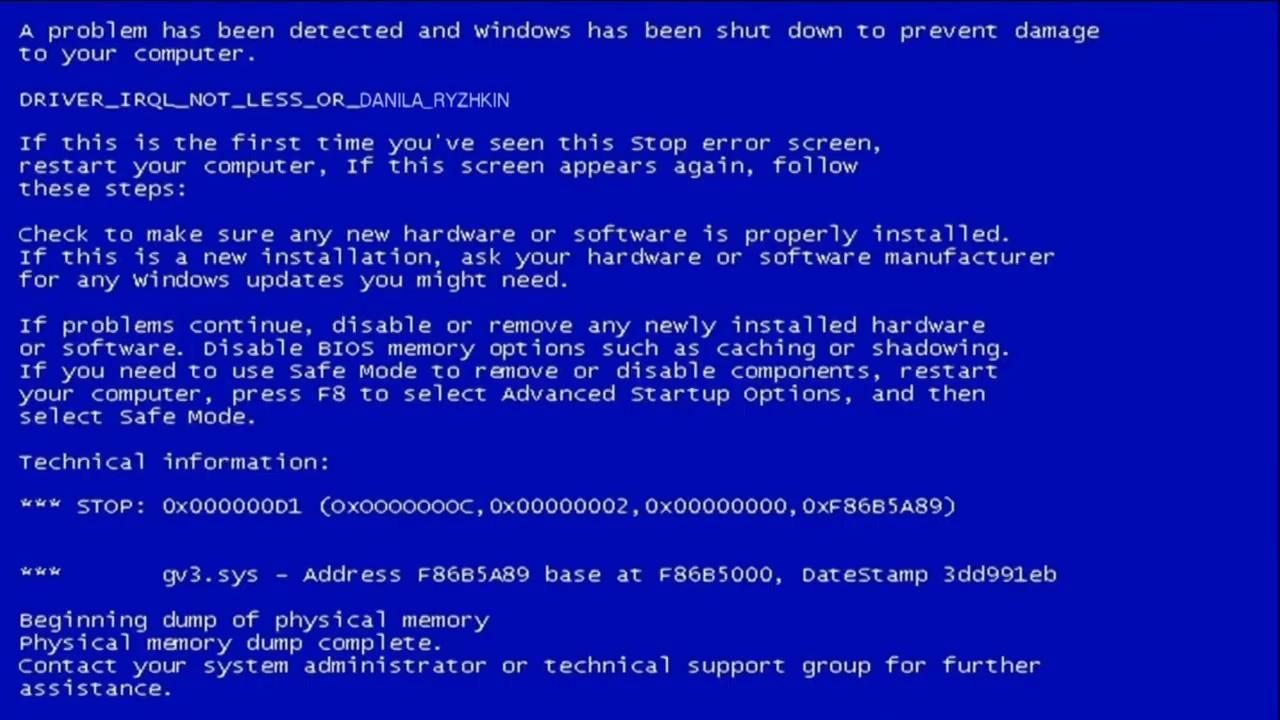 A problem has been detected and Windows has been shut down to prevent damage
to your computer.
DRIVER_IRQL_NOT_LESS_OR_DANILA_RYZHKIN
If this is the first time you've seen this Stop error screen,
restart your computer, If this screen appears again, follow
these steps:
Check to make sure any new hardware or software is properly installed.
If this is a new installation, ask your hardware or software manufacturer
for any Windows updates you might need.
If problems continue, disable or remove any newly installed hardware
or software. Disable BIOS memory options such as caching or shadowing.
If you need to use Safe Mode to remove or disable components, restart
your computer, press F8 to select Advanced Startup Options, and then
select Safe Mode.
Technical information:
*** STOP: 0x000000D1 (0x0000000C,0x00000002,0x00000000,0xF86B5A89)
*** gv3.sys – Address F86B5A89 base at F86B5000, DateStamp 3dd991eb
Beginning dump of physical memory
Physical memory dump complete.
Contact your system administrator or technical support group for further
assistance.